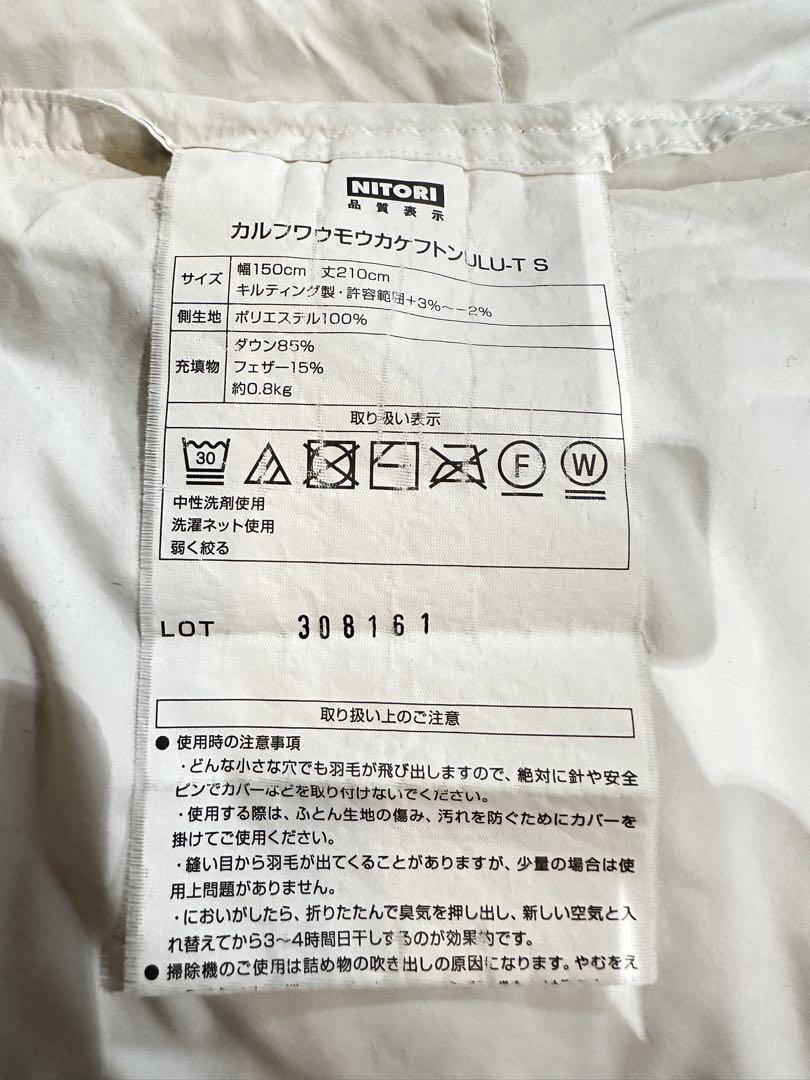 NITORI
品質表示
カルフワウモウカケフトンULU-T S
サイズ
幅150cm 丈210cm
キルティング製・許容範囲+3%～-2%
側生地
ポリエステル100%
充填物
ダウン85%
フェザー15%
約0.8kg
取り扱い表示
30
F
W
中性洗剤使用
洗濯ネット使用
弱く絞る
LOT 308161
取り扱い上のご注意
● 使用時の注意事項
・どんな小さな穴でも羽毛が飛び出しますので、絶対に針や安全
ピンでカバーなどを取り付けないでください。
・使用する際は、ふとん生地の傷み、汚れを防ぐためにカバーを
掛けてご使用ください。
・縫い目から羽毛が出てくることがありますが、少量の場合は使
用上問題がありません。
・においがしたら、折りたたんで臭気を押し出し、新しい空気と入
れ替えてから3～4時間日干しするのが効果的です。
● 掃除機のご使用は詰め物の吹き出しの原因になります。やむをえ